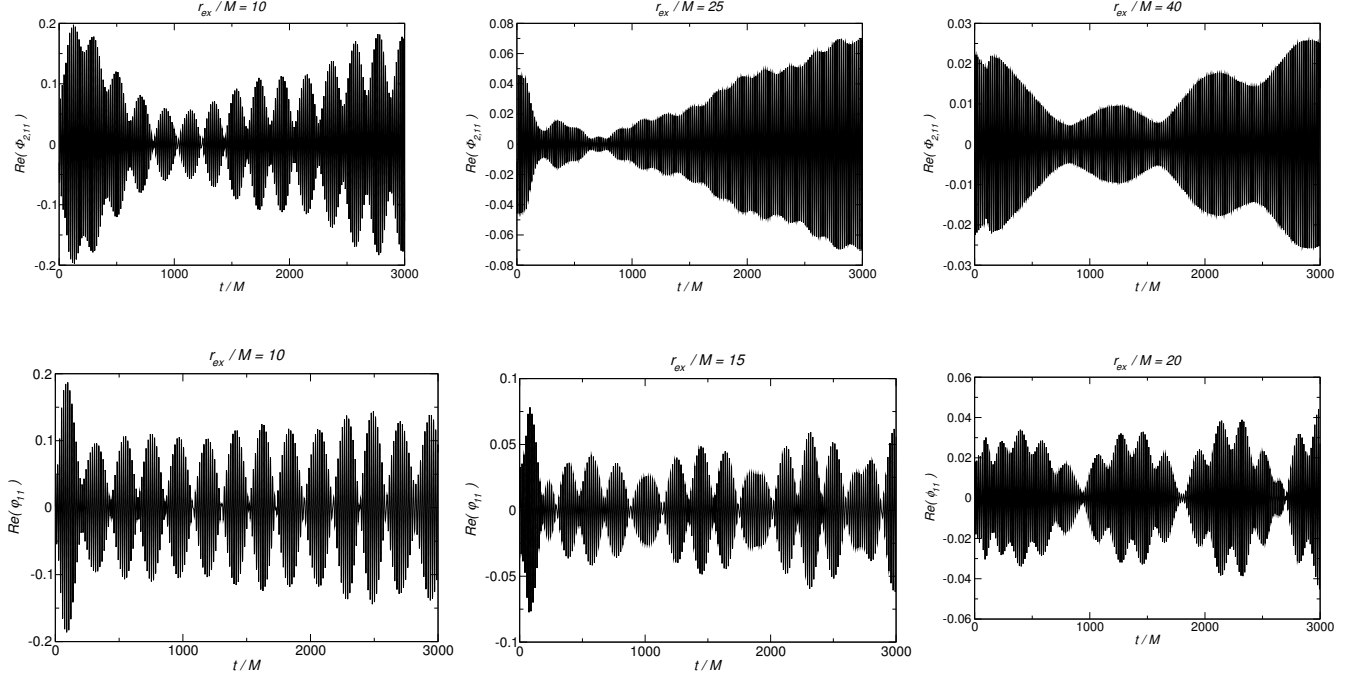 r_ex / M = 10
0.2
0.1
0
-0.1
-0.2
Re( Φ_2,11 )
0 1000 2000 3000
t / M
r_ex / M = 25
0.08
0.06
0.04
0.02
0
-0.02
-0.04
-0.06
-0.08
Re( Φ_2,11 )
0 1000 2000 3000
t / M
r_ex / M = 40
0.03
0.02
0.01
0
-0.01
-0.02
-0.03
Re( Φ_2,11 )
0 1000 2000 3000
t / M
r_ex / M = 10
0.2
0.1
0
-0.1
-0.2
Re( φ_11 )
0 1000 2000 3000
t / M
r_ex / M = 15
0.1
0.05
0
-0.05
-0.1
Re( φ_11 )
0 1000 2000 3000
t / M
r_ex / M = 20
0.06
0.04
0.02
0
-0.02
-0.04
-0.06
Re( φ_11 )
0 1000 2000 3000
t / M